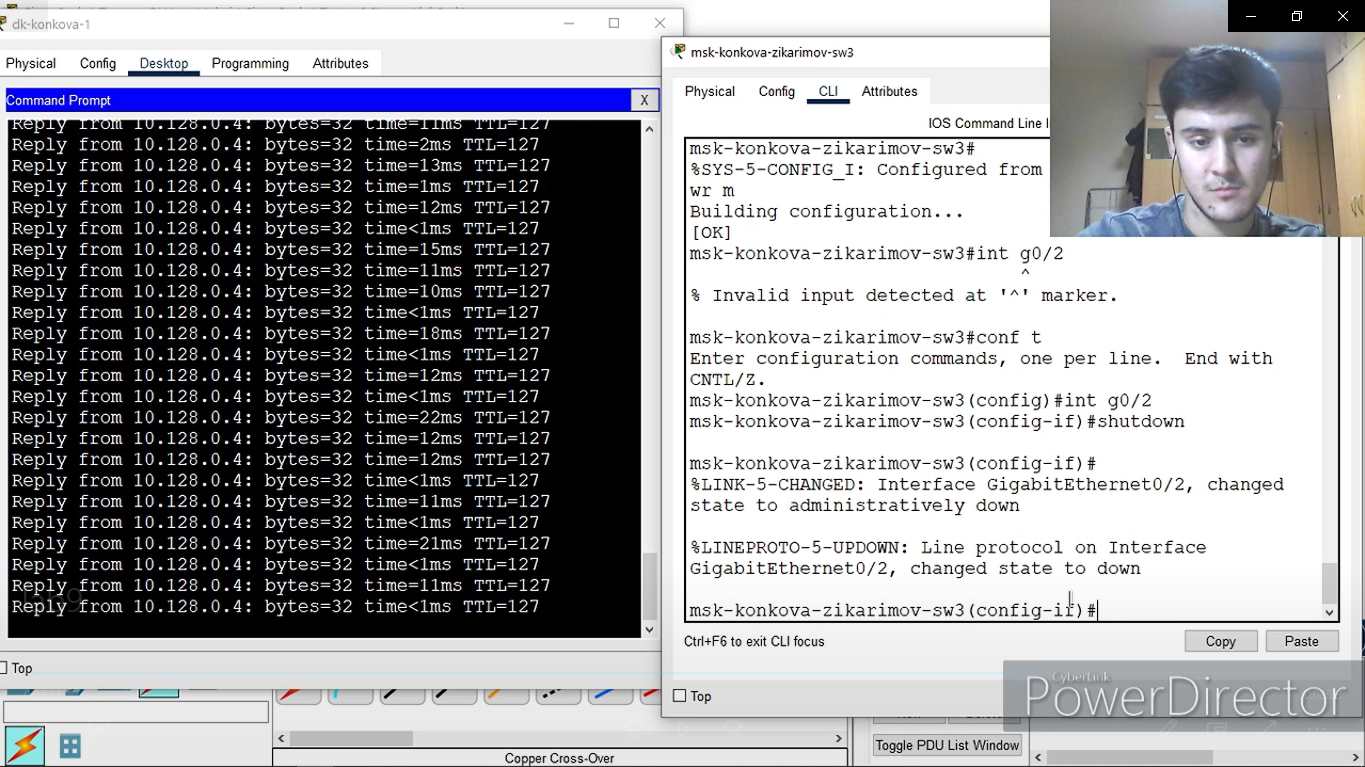 dk-konkova-1
Physical Config Desktop Programming Attributes
Command Prompt X
Reply from 10.128.0.4: bytes=32 time=11ms TTL=127
Reply from 10.128.0.4: bytes=32 time=2ms TTL=127
Reply from 10.128.0.4: bytes=32 time=13ms TTL=127
Reply from 10.128.0.4: bytes=32 time=1ms TTL=127
Reply from 10.128.0.4: bytes=32 time=12ms TTL=127
Reply from 10.128.0.4: bytes=32 time<1ms TTL=127
Reply from 10.128.0.4: bytes=32 time=15ms TTL=127
Reply from 10.128.0.4: bytes=32 time=11ms TTL=127
Reply from 10.128.0.4: bytes=32 time=10ms TTL=127
Reply from 10.128.0.4: bytes=32 time<1ms TTL=127
Reply from 10.128.0.4: bytes=32 time=18ms TTL=127
Reply from 10.128.0.4: bytes=32 time<1ms TTL=127
Reply from 10.128.0.4: bytes=32 time=12ms TTL=127
Reply from 10.128.0.4: bytes=32 time<1ms TTL=127
Reply from 10.128.0.4: bytes=32 time=22ms TTL=127
Reply from 10.128.0.4: bytes=32 time=12ms TTL=127
Reply from 10.128.0.4: bytes=32 time=12ms TTL=127
Reply from 10.128.0.4: bytes=32 time<1ms TTL=127
Reply from 10.128.0.4: bytes=32 time=11ms TTL=127
Reply from 10.128.0.4: bytes=32 time<1ms TTL=127
Reply from 10.128.0.4: bytes=32 time=21ms TTL=127
Reply from 10.128.0.4: bytes=32 time<1ms TTL=127
Reply from 10.128.0.4: bytes=32 time=11ms TTL=127
Reply from 10.128.0.4: bytes=32 time<1ms TTL=127
Top
msk-konkova-zikarimov-sw3
Physical Config CLI Attributes
IOS Command Line
msk-konkova-zikarimov-sw3#
%SYS-5-CONFIG_I: Configured from
wr m
Building configuration...
[OK]
msk-konkova-zikarimov-sw3#int g0/2
^
% Invalid input detected at '^' marker.
msk-konkova-zikarimov-sw3#conf t
Enter configuration commands, one per line. End with
CNTL/Z.
msk-konkova-zikarimov-sw3(config)#int g0/2
msk-konkova-zikarimov-sw3(config-if)#shutdown
msk-konkova-zikarimov-sw3(config-if)#
%LINK-5-CHANGED: Interface GigabitEthernet0/2, changed
state to administratively down
%LINEPROTO-5-UPDOWN: Line protocol on Interface
GigabitEthernet0/2, changed state to down
msk-konkova-zikarimov-sw3(config-if)#
Ctrl+F6 to exit CLI focus Copy Paste
Top
CyberLink
PowerDirector
Toggle PDU List Window
Copper Cross-Over